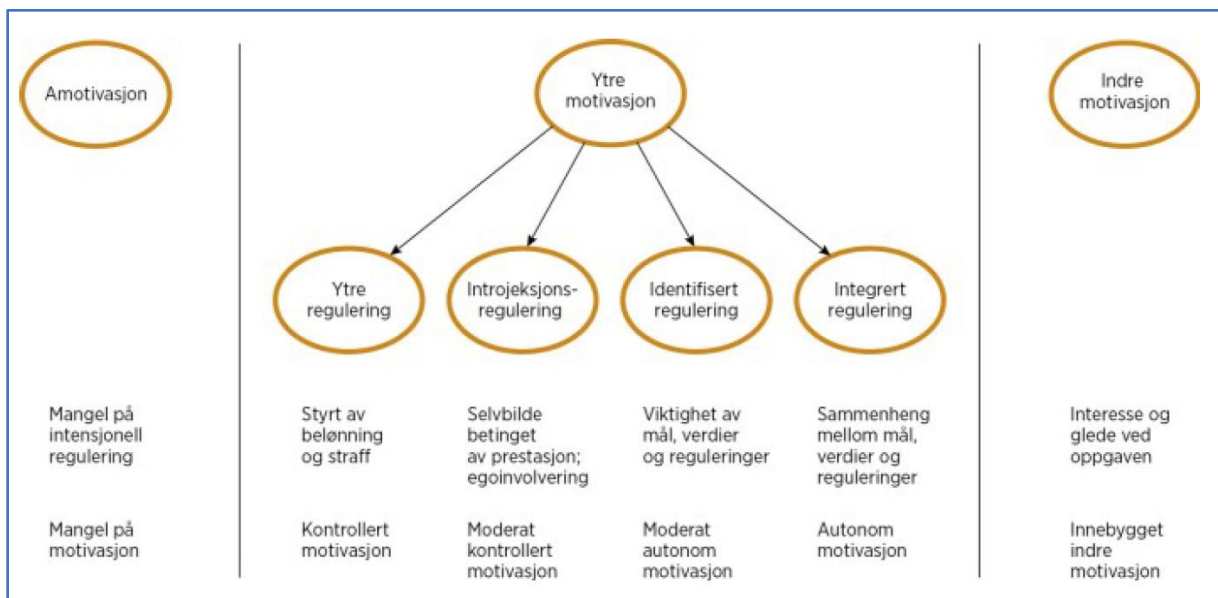 Amotivasjon
Ytre
motivasjon
Indre
motivasjon
Ytre
regulering
Introjeksjons-
regulering
Identifisert
regulering
Integrert
regulering
Mangel på
intensjonell
regulering
Styrt av
belønning
og straff
Selvbilde
betinget
av prestasjon;
egoinvolvering
Viktighet av
mål, verdier
og reguleringer
Sammenheng
mellom mål,
verdier og
reguleringer
Interesse og
glede ved
oppgaven
Mangel på
motivasjon
Kontrollert
motivasjon
Moderat
kontrollert
motivasjon
Moderat
autonom
motivasjon
Autonom
motivasjon
Innebygget
indre
motivasjon